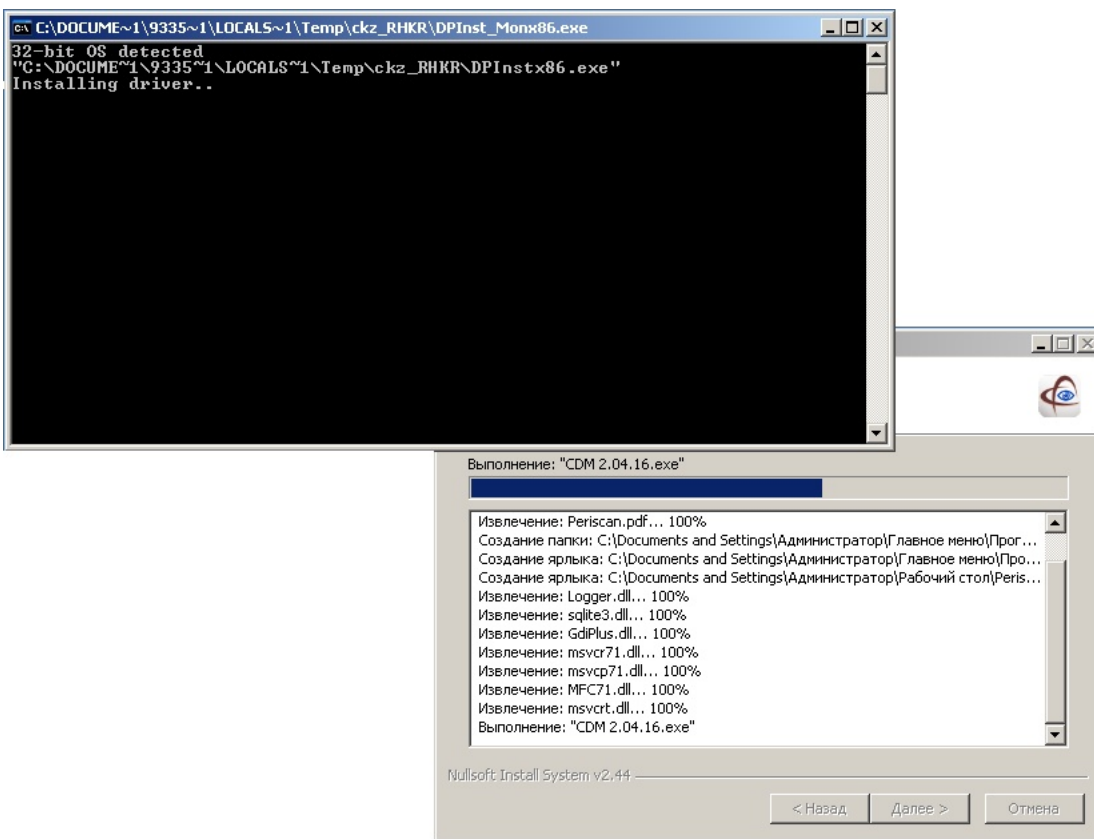 C:\DOCUME~1\9335~1\LOCALS~1\Temp\ckz_RHKR\DPInst_Monx86.exe
32-bit OS detected
"C:\DOCUME~1\9335~1\LOCALS~1\Temp\ckz_RHKR\DPInstx86.exe"
Installing driver..
Выполнение: "CDM 2.04.16.exe"
Извлечение: Periscan.pdf... 100%
Создание папки: C:\Documents and Settings\Администратор\Главное меню\Прог...
Создание ярлыка: C:\Documents and Settings\Администратор\Главное меню\Про...
Создание ярлыка: C:\Documents and Settings\Администратор\Рабочий стол\Peris...
Извлечение: Logger.dll... 100%
Извлечение: sqlite3.dll... 100%
Извлечение: GdiPlus.dll... 100%
Извлечение: msvcr71.dll... 100%
Извлечение: msvcp71.dll... 100%
Извлечение: MFC71.dll... 100%
Извлечение: msvcrt.dll... 100%
Выполнение: "CDM 2.04.16.exe"
Nullsoft Install System v2.44
< Назад Далее > Отмена